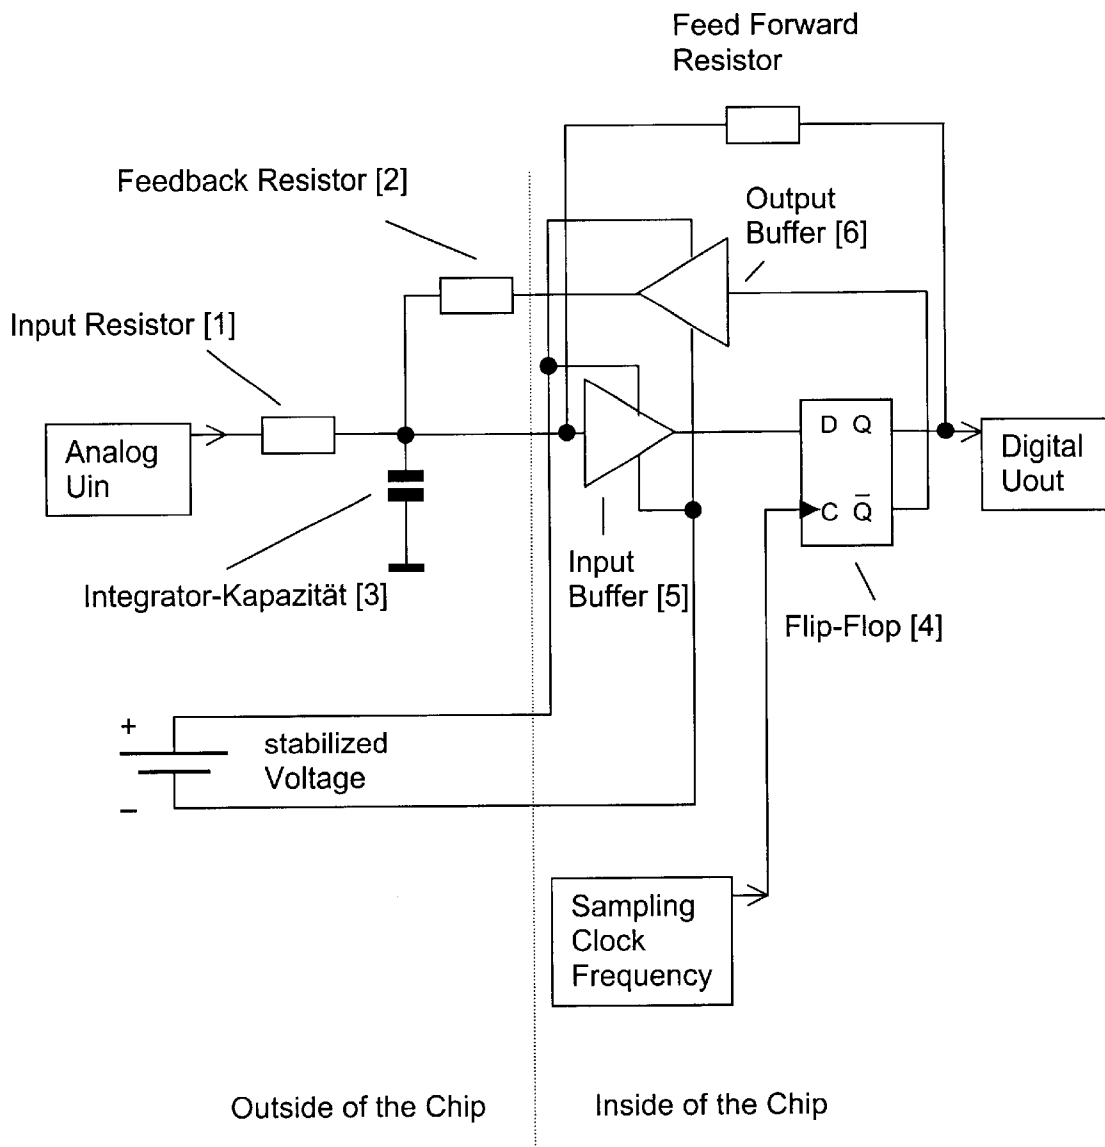 Feed Forward
Resistor
Feedback Resistor [2]
Output
Buffer [6]
Input Resistor [1]
Analog
Uin
D Q
C Q̅
Digital
Uout
Integrator-Kapazität [3]
Input
Buffer [5]
Flip-Flop [4]
+
stabilized
Voltage
–
Sampling
Clock
Frequency
Outside of the Chip
Inside of the Chip